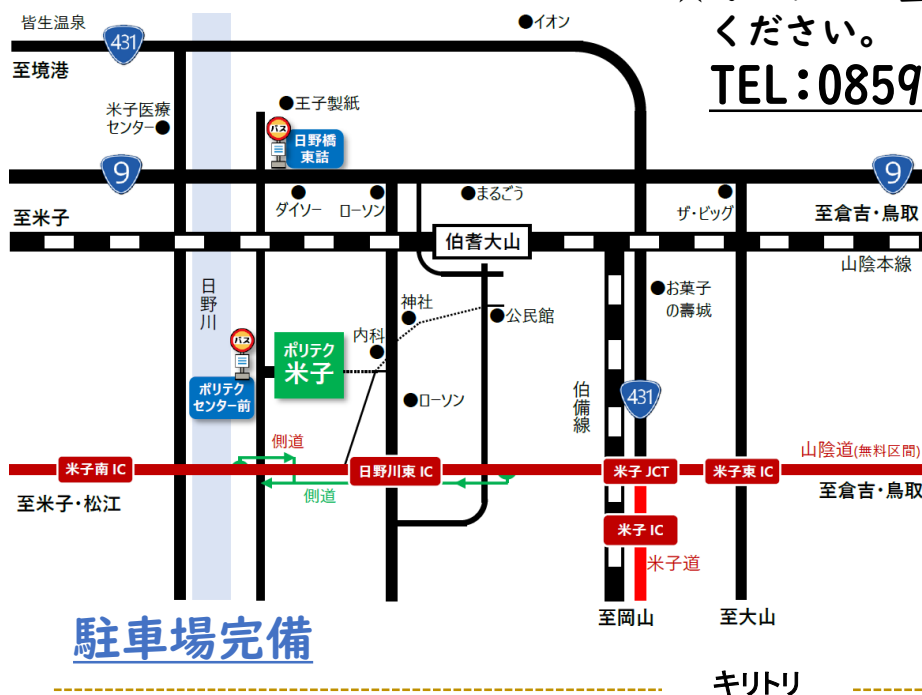 皆生温泉
431
●イオン
ください。
至境港
TEL：0859
米子医療
センター●
●王子製紙
バス
日野橋
東詰
9
9
ダイソー
ローソン
●まるごう
ザ・ビッグ
至米子
至倉吉・鳥取
伯耆大山
山陰本線
日野川
●お菓子
の壽城
神社
●公民館
バス
内科
ポリテク
米子
ポリテク
センター前
●ローソン
伯備線
431
側道
山陰道(無料区間)
米子南 IC
日野川東 IC
米子 JCT
米子東 IC
側道
至米子・松江
至倉吉・鳥取
米子 IC
米子道
至岡山
至大山
駐車場完備
キリトリ